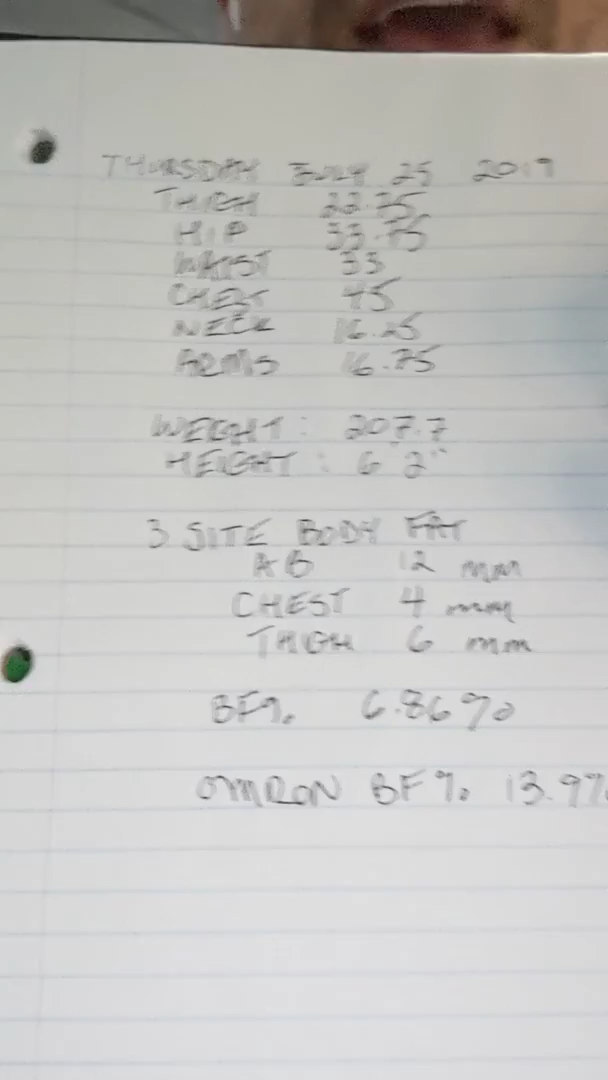 THURSDAY JULY 25 2019
THIGH 22.75
HIP 33.75
WAIST 33
CHEST 45
NECK 16.25
ARMS 16.75
WEIGHT: 207.7
HEIGHT: 6'2"
3 SITE BODY FAT
AB 12 mm
CHEST 4 mm
THIGH 6 mm
BF% 6.86%
OMRON BF% 13.9%